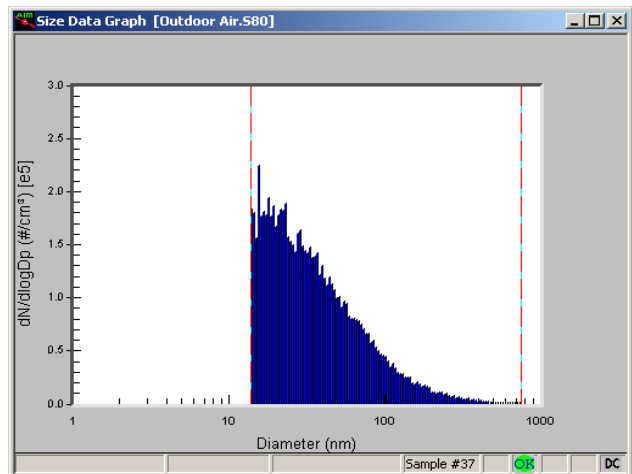 AIM Size Data Graph [Outdoor Air.S80]
3.0
2.5
2.0
1.5
1.0
0.5
0.0
dN/dlogDp (#/cm³) [e5]
1 10 100 1000
Diameter (nm)
Sample #37 OK DC